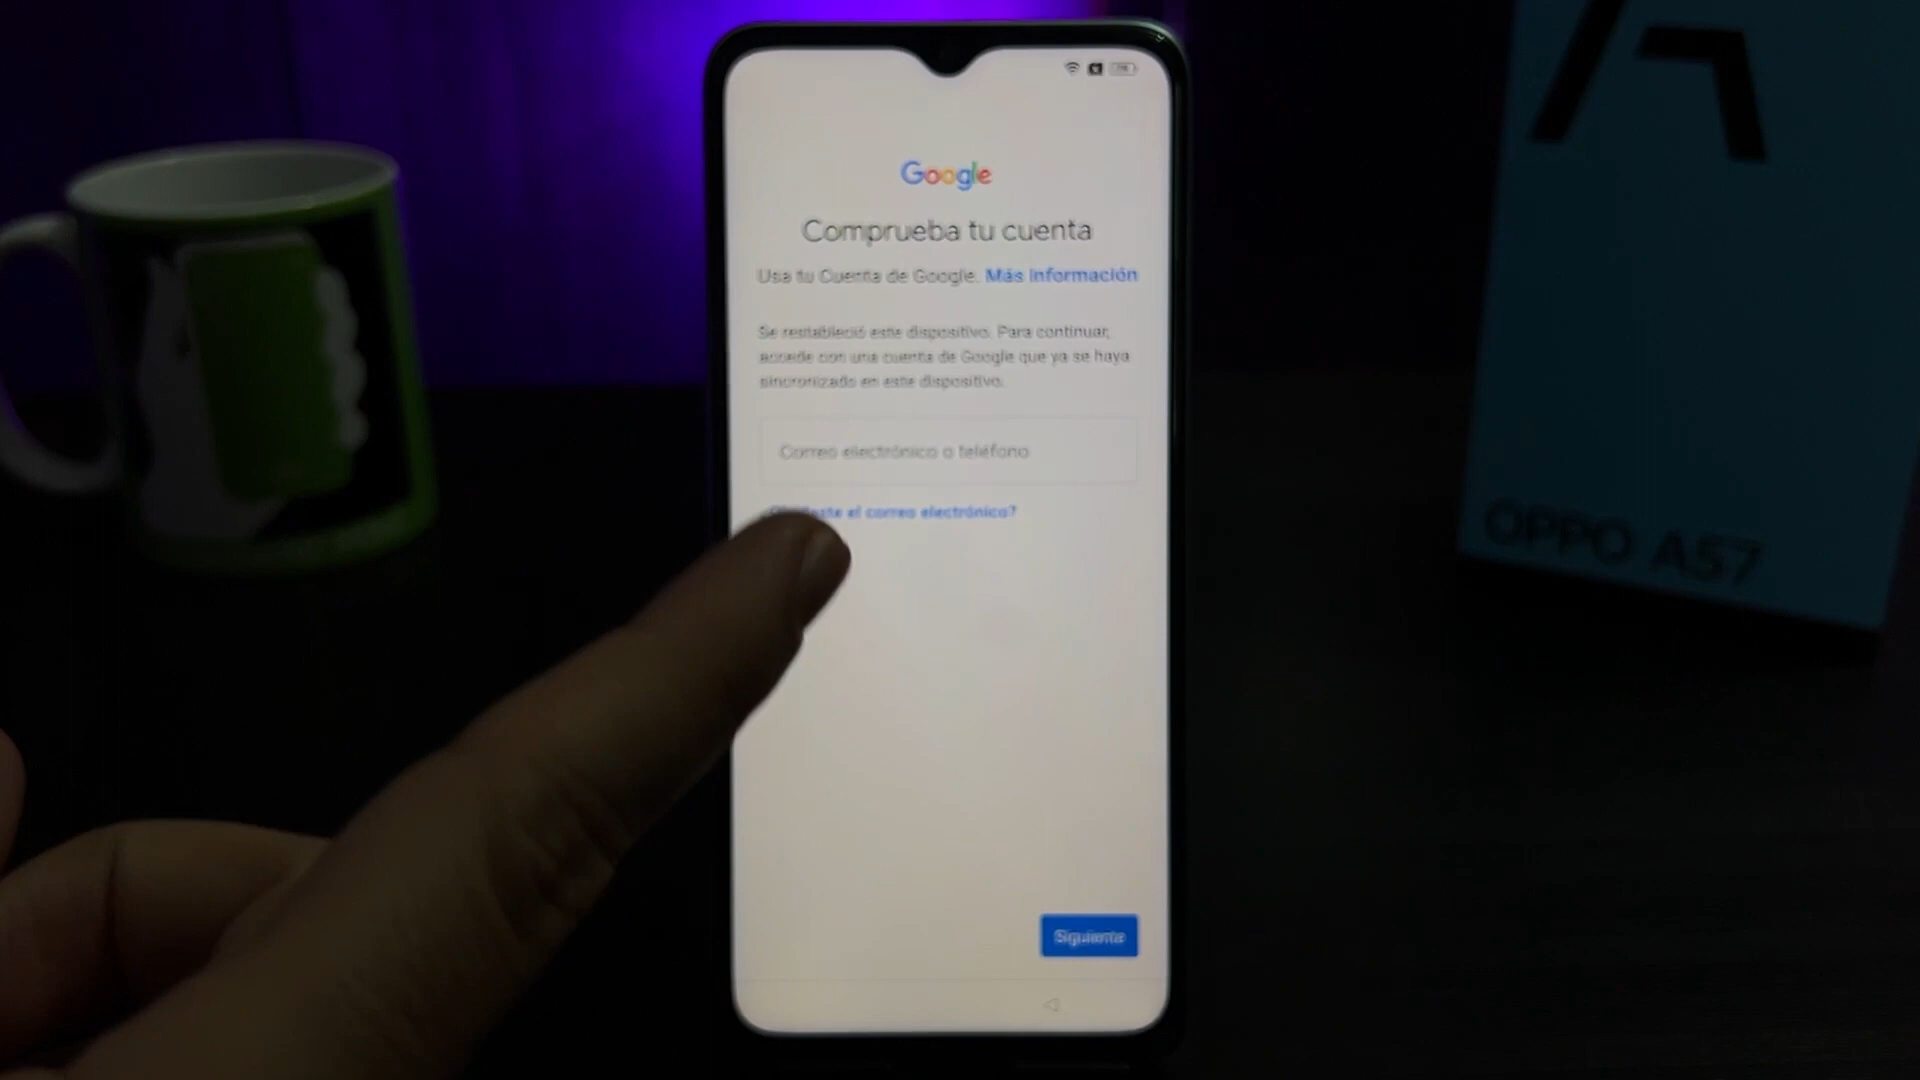 Google
Comprueba tu cuenta
Usa tu Cuenta de Google. Más información
Se restableció este dispositivo. Para continuar,
accede con una cuenta de Google que ya se haya
sincronizado en este dispositivo.
Correo electrónico o teléfono
el correo electrónico?
Siguiente
OPPO A57